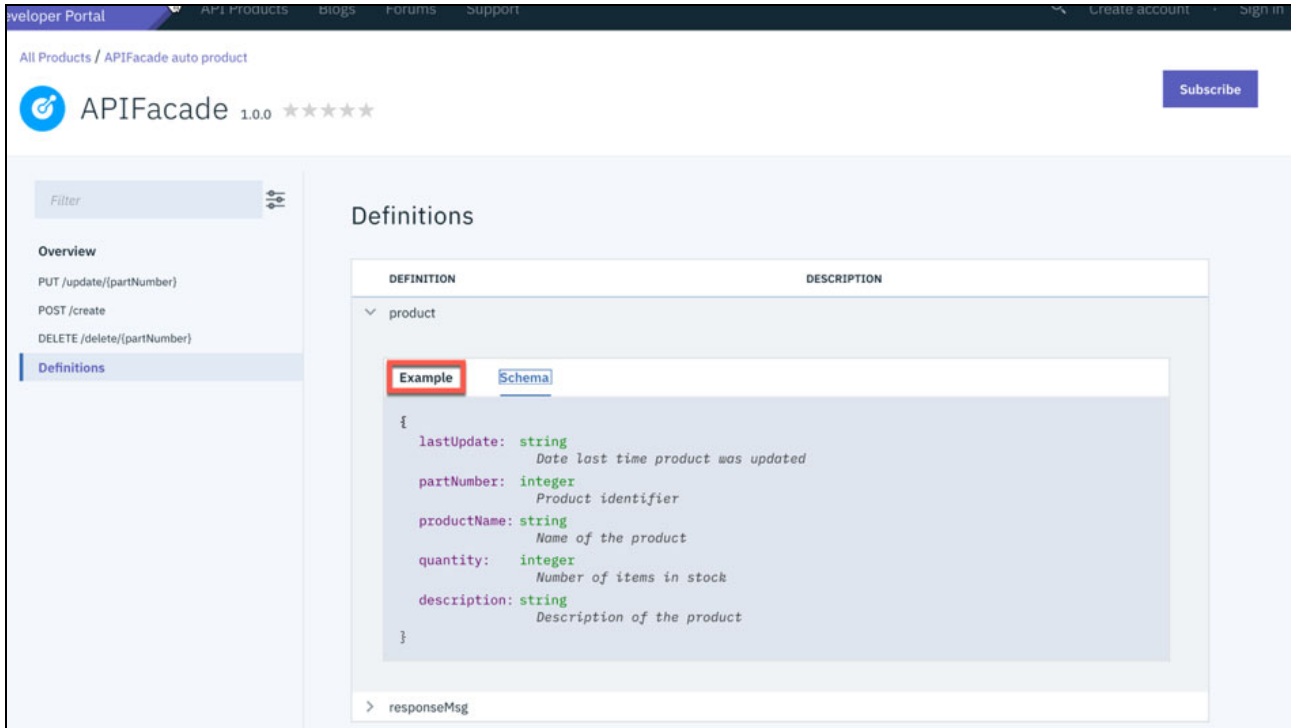 eveloper Portal
API Products Blogs Forums Support Create account Sign in
All Products / APIFacade auto product
APIFacade 1.0.0
Subscribe
Filter
Overview
PUT /update/{partNumber}
POST /create
DELETE /delete/{partNumber}
Definitions
Definitions
DEFINITION DESCRIPTION
product
Example Schema
{
lastUpdate: string
Date last time product was updated
partNumber: integer
Product identifier
productName: string
Name of the product
quantity: integer
Number of items in stock
description: string
Description of the product
}
responseMsg